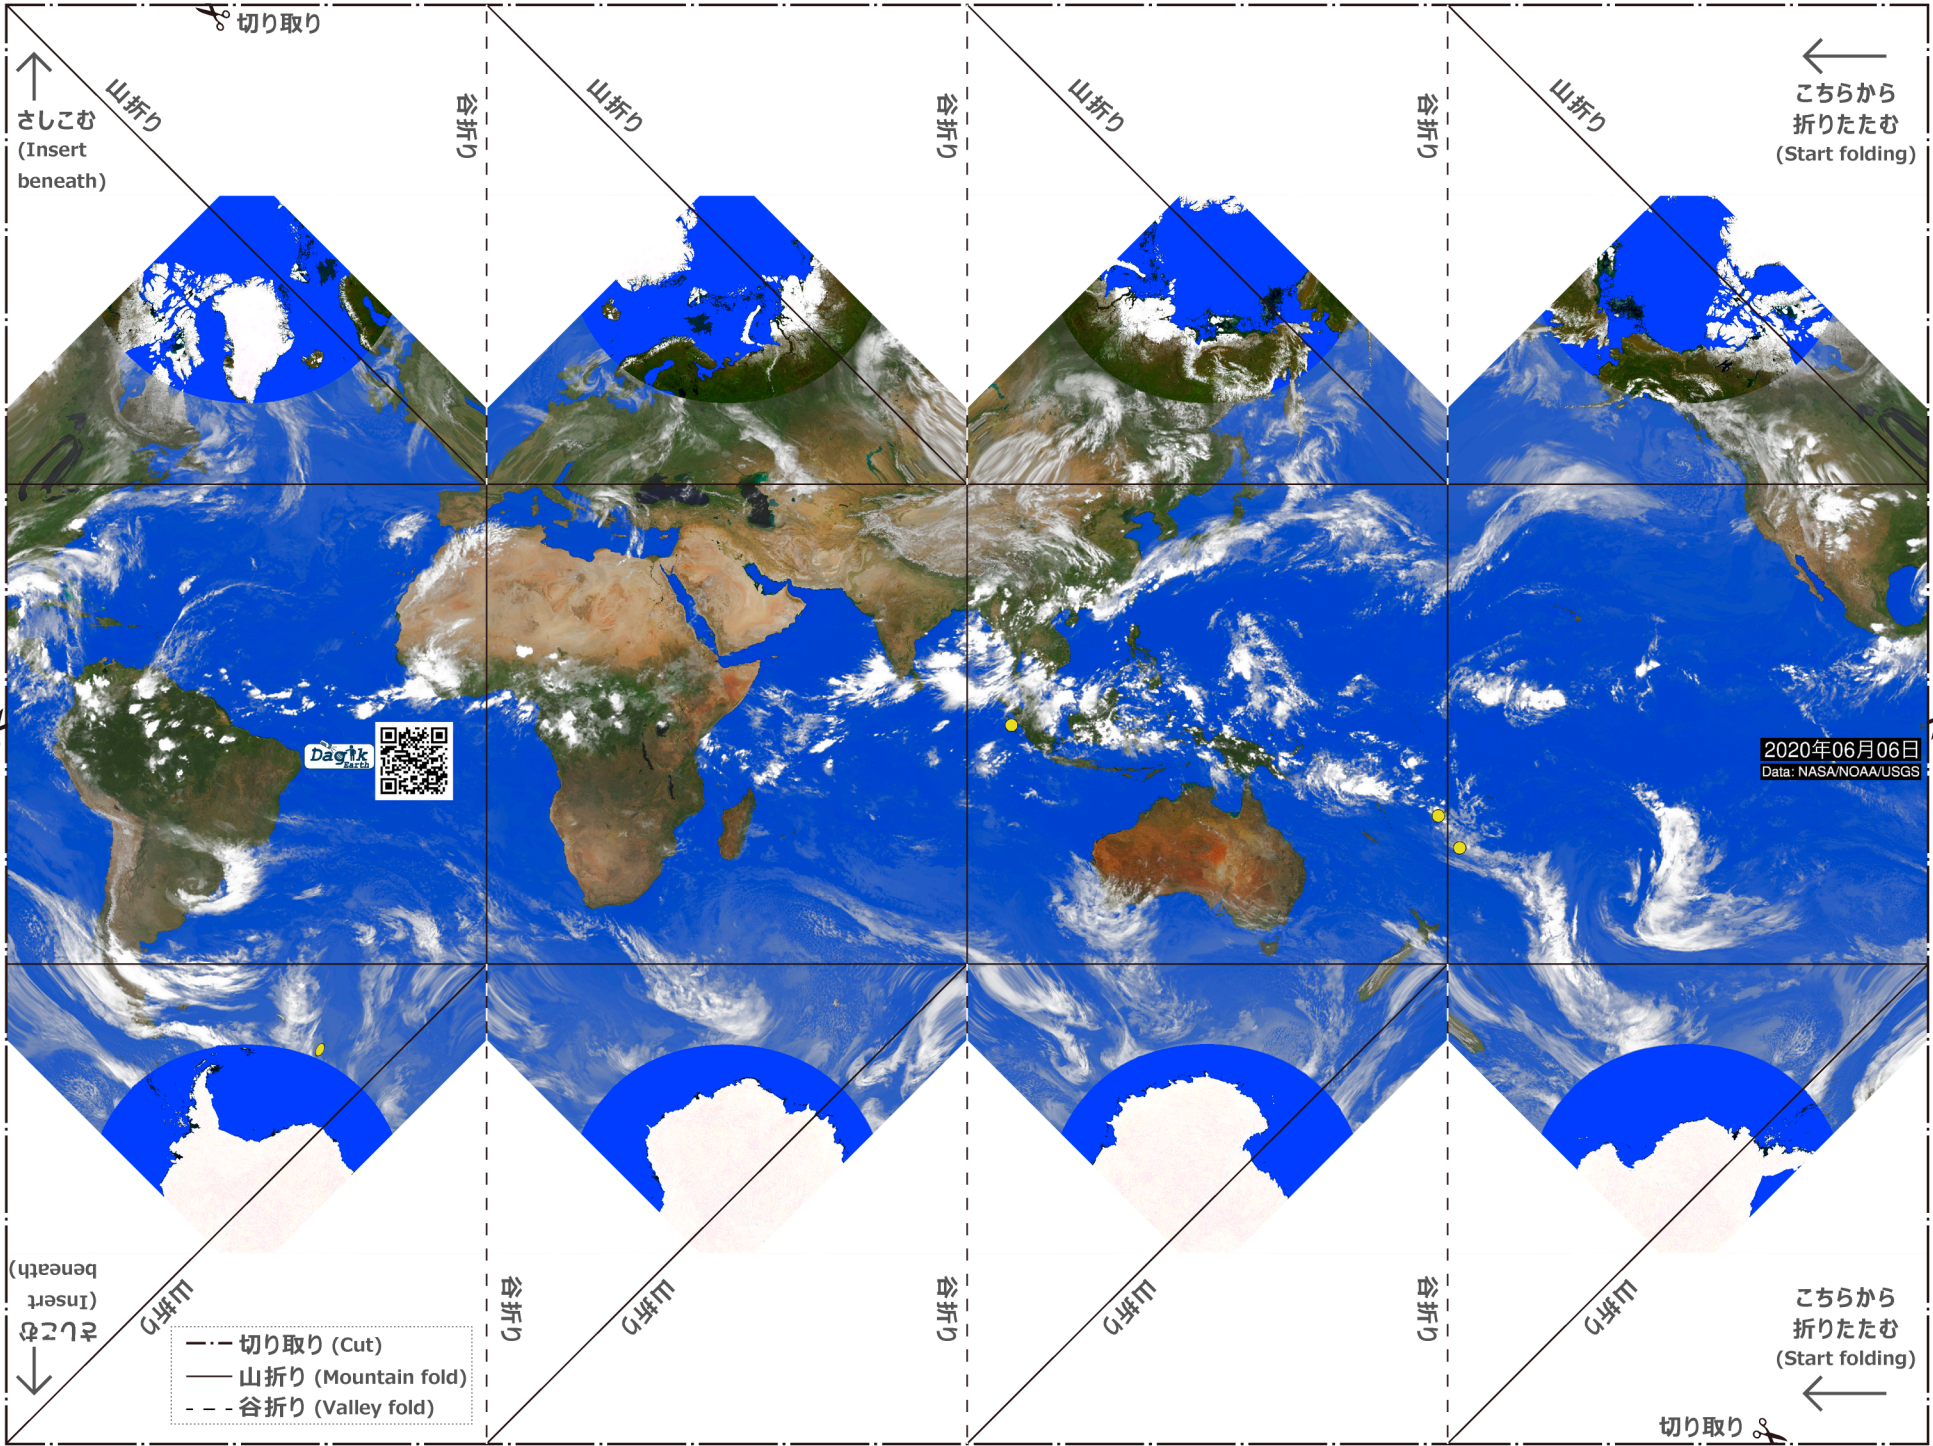 切り取り
山折り
谷折り
山折り
谷折り
山折り
谷折り
山折り
さしこむ
(Insert
beneath)
こちらから
折りたたむ
(Start folding)
Dagik
Earth
2020年06月06日
Data: NASA/NOAA/USGS
さしこむ
(Insert
beneath)
山折り
谷折り
山折り
谷折り
山折り
谷折り
山折り
こちらから
折りたたむ
(Start folding)
切り取り (Cut)
山折り (Mountain fold)
谷折り (Valley fold)
切り取り